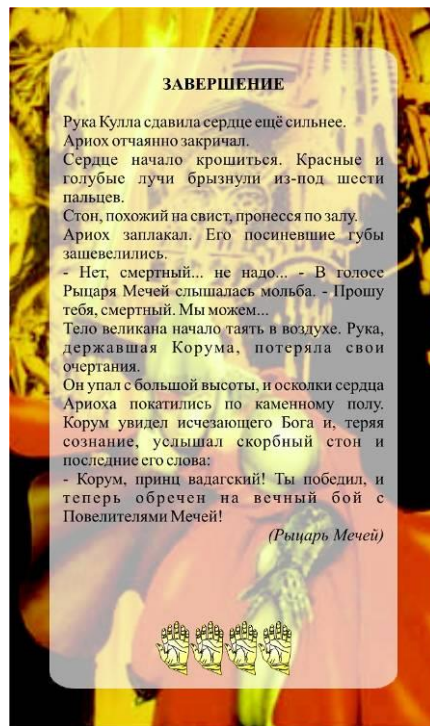 ЗАВЕРШЕНИЕ
Рука Кулла сдавила сердце ещё сильнее.
Ариох отчаянно закричал.
Сердце начало крошиться. Красные и
голубые лучи брызнули из-под шести
пальцев.
Стон, похожий на свист, пронесся по залу.
Ариох заплакал. Его посиневшие губы
зашевелились.
- Нет, смертный... не надо... - В голосе
Рыцаря Мечей слышалась мольба. - Прошу
тебя, смертный. Мы можем...
Тело великана начало таять в воздухе. Рука,
державшая Корума, потеряла свои
очертания.
Он упал с большой высоты, и осколки сердца
Ариоха покатились по каменному полу.
Корум увидел исчезающего Бога и, теряя
сознание, услышал скорбный стон и
последние его слова:
- Корум, принц вадагский! Ты победил, и
теперь обречен на вечный бой с
Повелителями Мечей!
(Рыцарь Мечей)